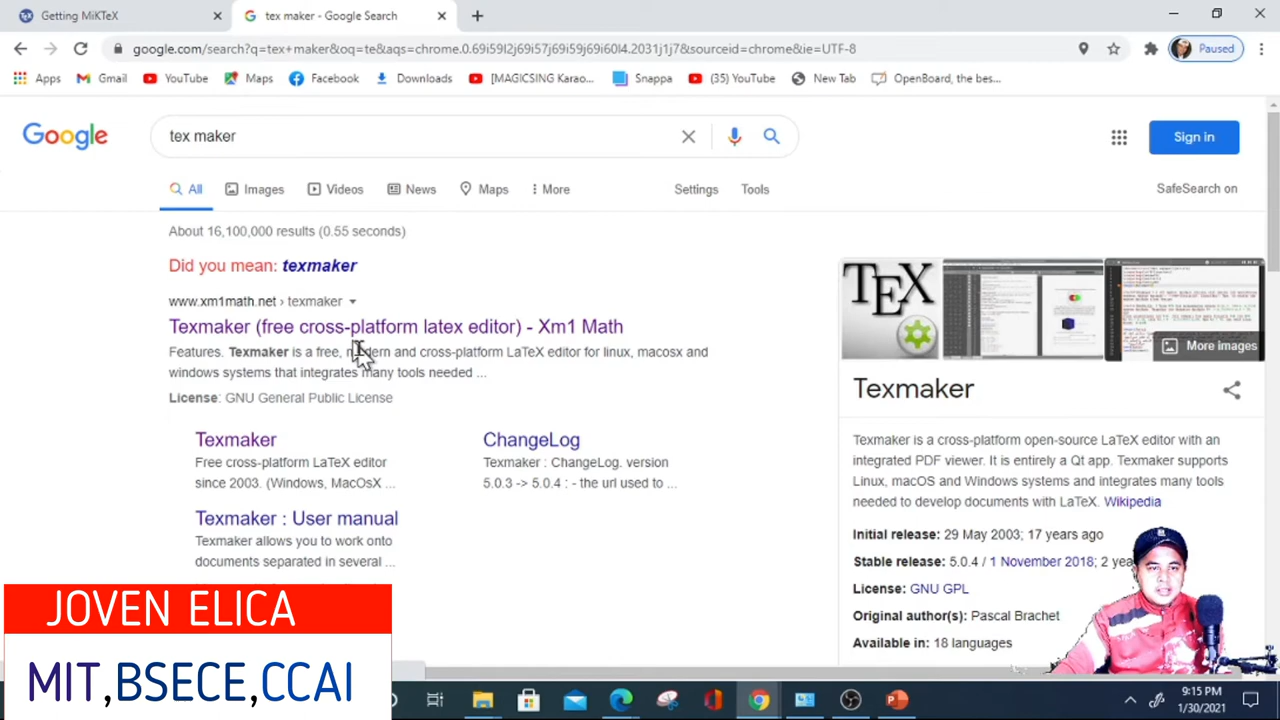 Getting MiKTeX
tex maker - Google Search
google.com/search?q=tex+maker&oq=te&aqs=chrome.0.69i59l2j69i57j69i59j69i60l4.2031j1j7&sourceid=chrome&ie=UTF-8
Paused
Apps
Gmail
YouTube
Maps
Facebook
Downloads
[MAGICSING Karao...
Snappa
(35) YouTube
New Tab
OpenBoard, the bes...
Google
tex maker
Sign in
All
Images
Videos
News
Maps
More
Settings
Tools
SafeSearch on
About 16,100,000 results (0.55 seconds)
Did you mean: texmaker
www.xm1math.net › texmaker
Texmaker (free cross-platform latex editor) - Xm1 Math
Features. Texmaker is a free, modern and cross-platform LaTeX editor for linux, macosx and
windows systems that integrates many tools needed ...
License: GNU General Public License
Texmaker
Free cross-platform LaTeX editor
since 2003. (Windows, MacOsX ...
ChangeLog
Texmaker : ChangeLog. version
5.0.3 -> 5.0.4 : - the url used to ...
Texmaker : User manual
Texmaker allows you to work onto
documents separated in several ...
TEX
More images
Texmaker
Texmaker is a cross-platform open-source LaTeX editor with an
integrated PDF viewer. It is entirely a Qt app. Texmaker supports
Linux, macOS and Windows systems and integrates many tools
needed to develop documents with LaTeX. Wikipedia
Initial release: 29 May 2003; 17 years ago
Stable release: 5.0.4 / 1 November 2018; 2
License: GNU GPL
Original author(s): Pascal Brachet
Available in: 18 languages
JOVEN ELICA
MIT,BSECE,CCAI
9:15 PM
1/30/2021